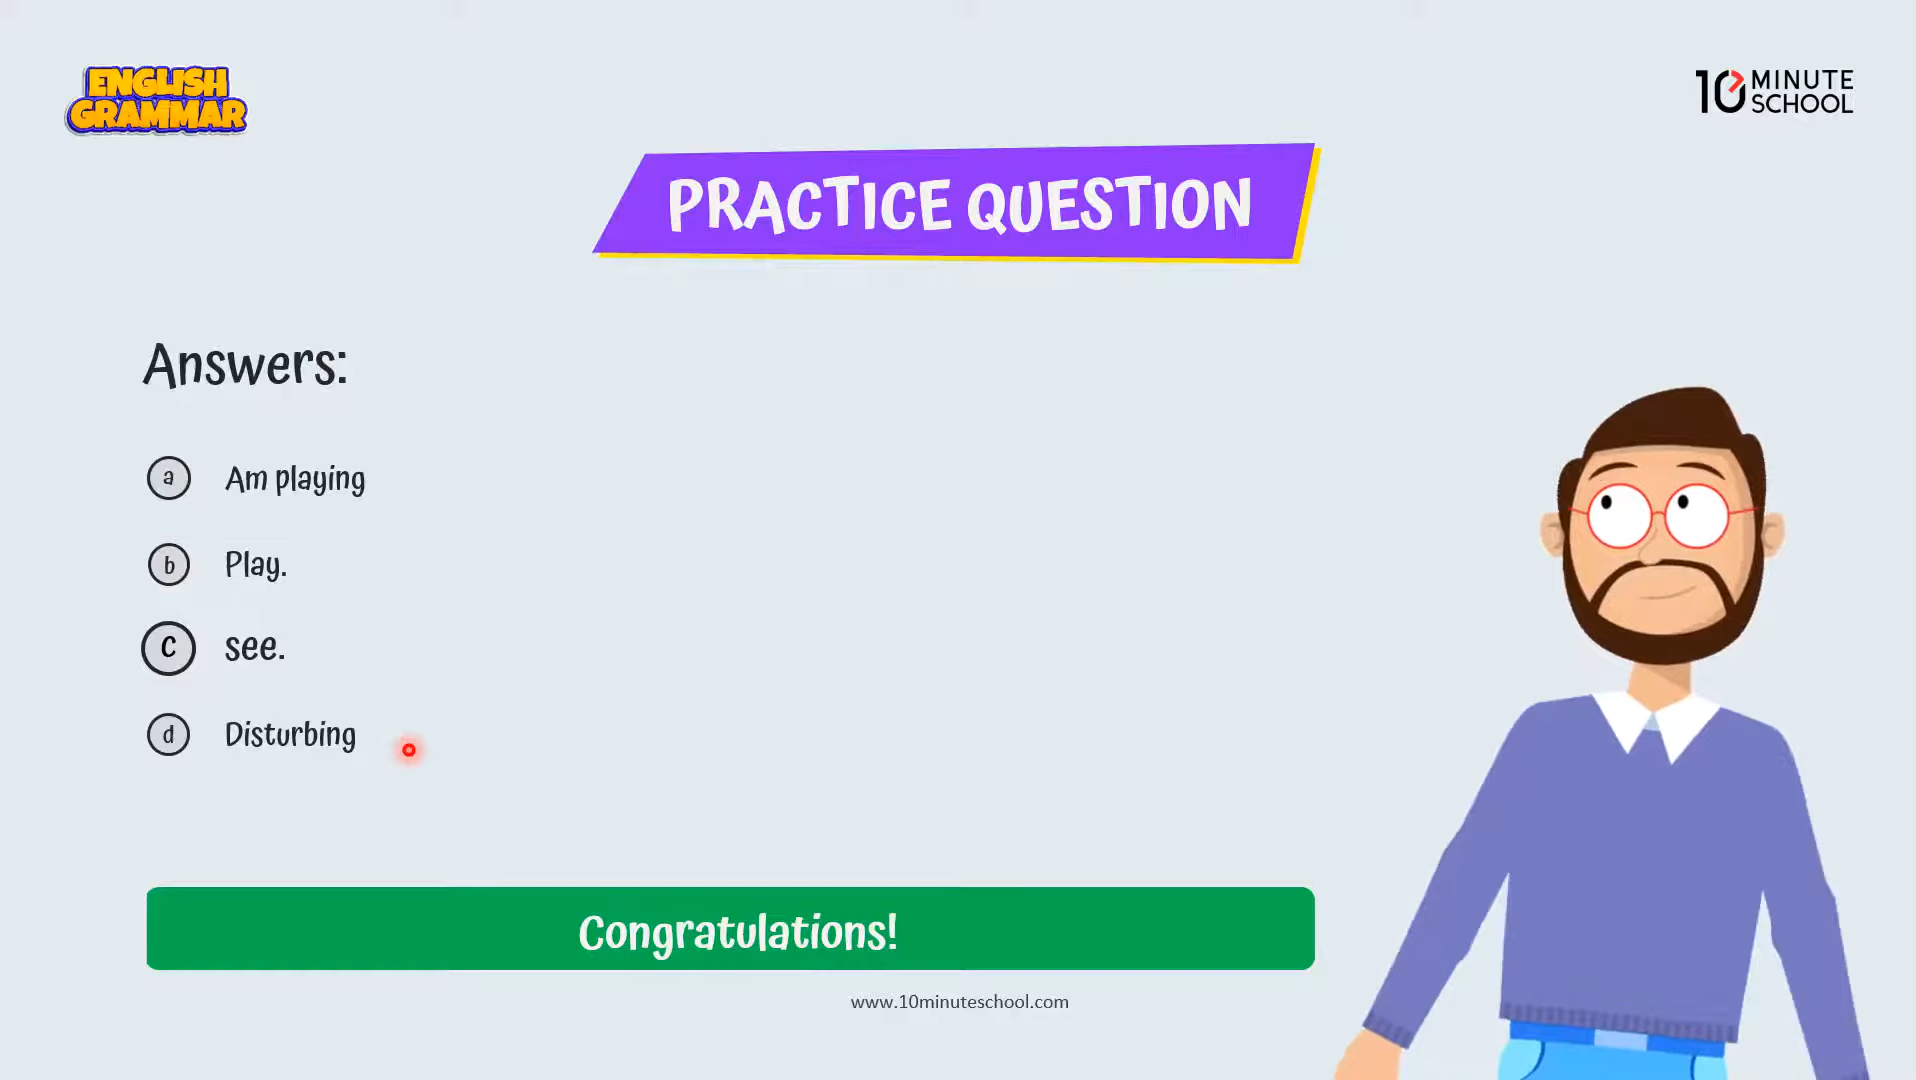 ENGLISH
GRAMMAR
10 MINUTE
SCHOOL
PRACTICE QUESTION
Answers:
a Am playing
b Play.
c see.
d Disturbing
Congratulations!
www.10minuteschool.com